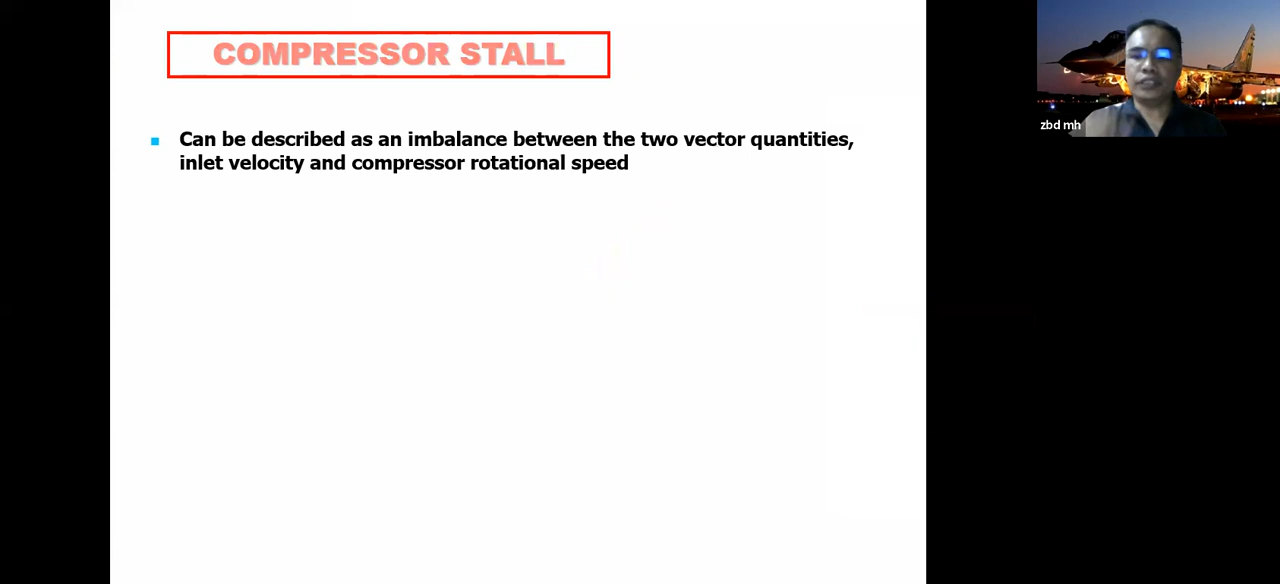 COMPRESSOR STALL
Can be described as an imbalance between the two vector quantities,
inlet velocity and compressor rotational speed
zbd mh